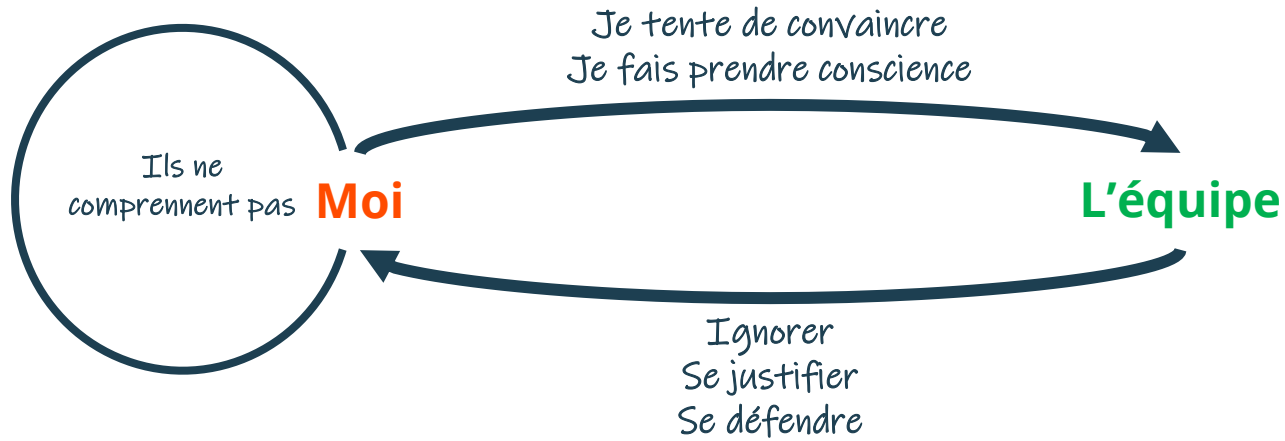 Je tente de convaincre
Je fais prendre conscience
Ils ne
comprennent pas
Moi
L’équipe
Ignorer
Se justifier
Se défendre